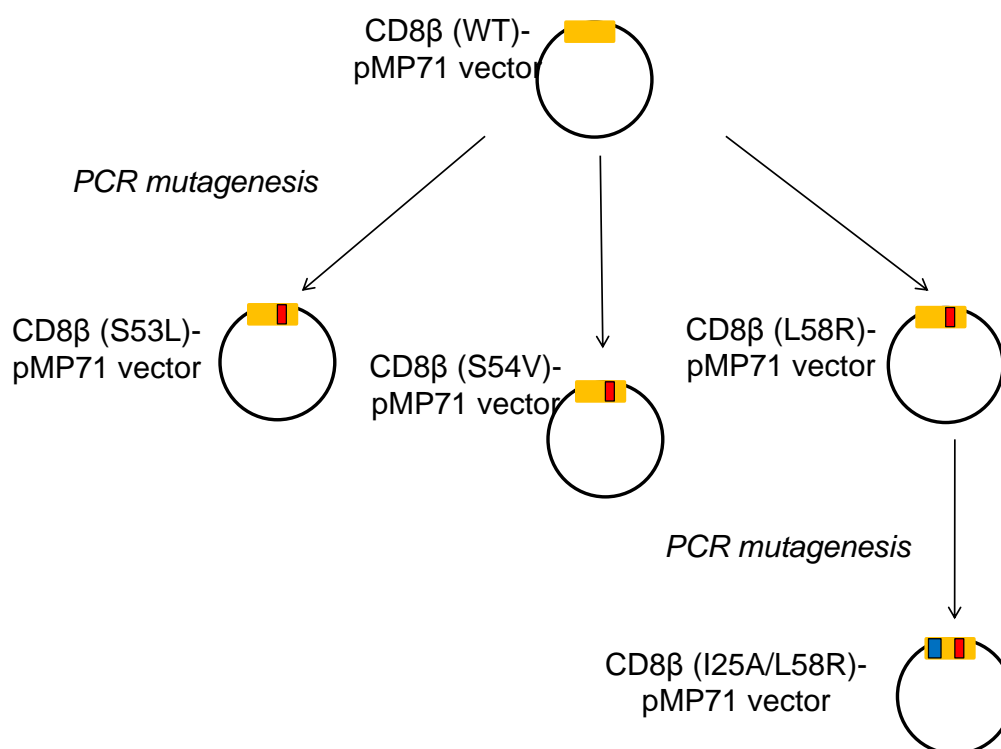 CD8β (WT)-
pMP71 vector
PCR mutagenesis
CD8β (S53L)-
pMP71 vector
CD8β (S54V)-
pMP71 vector
CD8β (L58R)-
pMP71 vector
PCR mutagenesis
CD8β (I25A/L58R)-
pMP71 vector